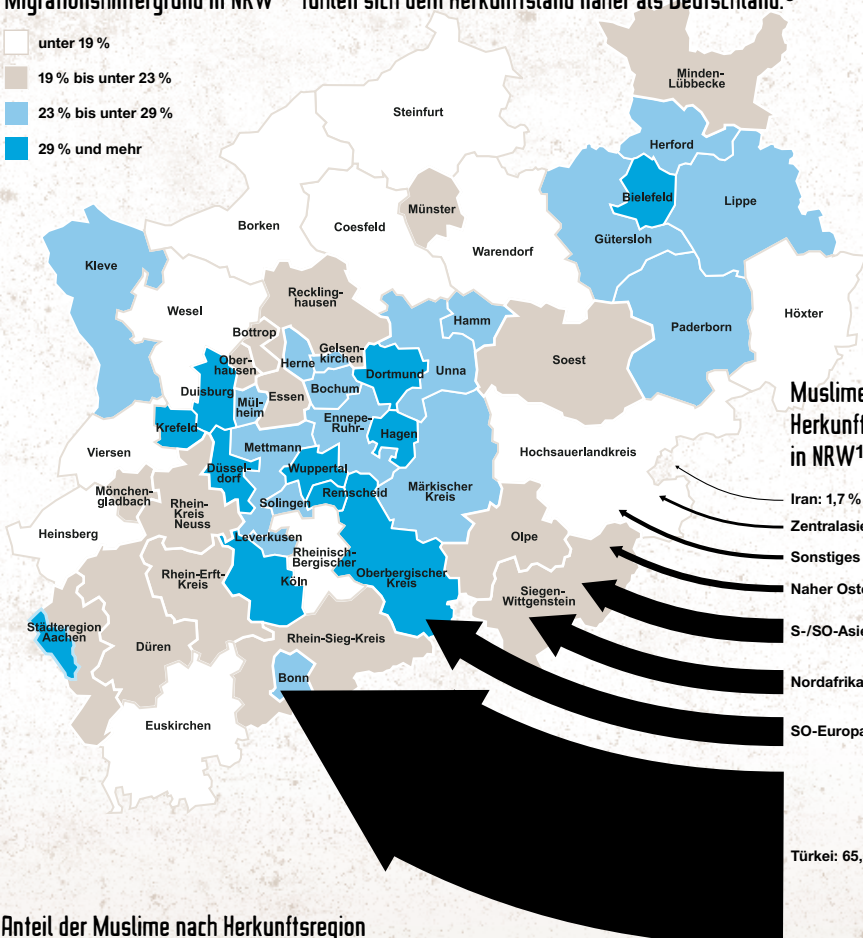 Migrationshintergrund in NRW
fühlen sich dem Herkunftsland näher als Deutschland.
unter 19 %
19 % bis unter 23 %
23 % bis unter 29 %
29 % und mehr
Minden-
Lübbecke
Steinfurt
Herford
Bielefeld
Lippe
Münster
Borken
Coesfeld
Gütersloh
Warendorf
Kleve
Reckling-
hausen
Wesel
Höxter
Hamm
Paderborn
Bottrop
Gelsen-
kirchen
Ober-
hausen
Herne
Soest
Dortmund
Unna
Duisburg
Bochum
Essen
Mül-
heim
Ennepe-
Ruhr-
Krefeld
Hagen
Mettmann
Viersen
Hochsauerlandkreis
Düssel-
dorf
Wuppertal
Märkischer
Kreis
Mönchen-
gladbach
Remscheid
Rhein-
Kreis
Neuss
Solingen
Heinsberg
Leverkusen
Olpe
Rheinisch-
Bergischer
Rhein-Erft-
Kreis
Köln
Oberbergischer
Kreis
Siegen-
Wittgenstein
Städteregion
Aachen
Rhein-Sieg-Kreis
Düren
Bonn
Euskirchen
Muslime
Herkunft
in NRW¹
Iran: 1,7 %
Zentralasie
Sonstiges
Naher Oste
S-/SO-Asie
Nordafrika
SO-Europa
Türkei: 65,
Anteil der Muslime nach Herkunftsregion